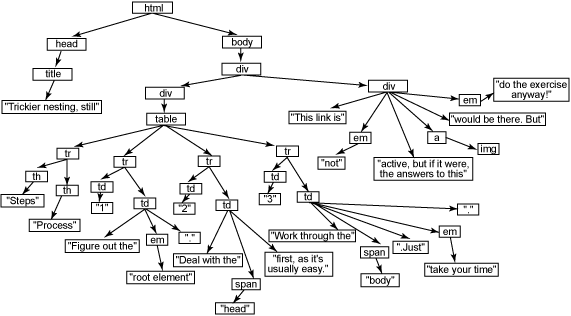 html
head
body
title
div
"Trickier nesting, still"
div
div
em
"do the exercise
anyway!"
table
"This link is"
"would be there. But"
em
a
img
"not"
"active, but if it were,
the answers to this"
tr
tr
tr
tr
th
th
"Steps"
"Process"
td
"1"
td
"Figure out the"
em
"."
"root element"
td
"2"
td
"Deal with the"
span
"first, as it's
usually easy."
"head"
td
"3"
td
"."
"Work through the"
span
".Just"
em
"body"
"take your time"